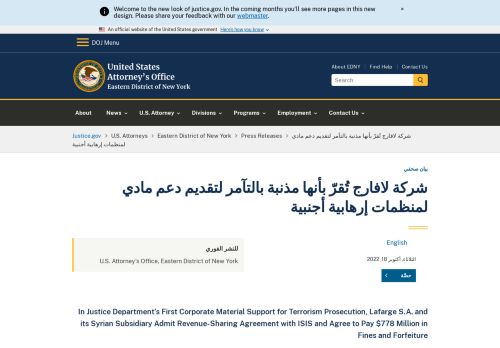 Welcome to the new look of justice.gov. In the coming months you'll see more pages in this new
design. Please share your feedback with our webmaster.
×
An official website of the United States government Here's how you know
DOJ Menu
United States
Attorney's Office
Eastern District of New York
About EDNY Find Help Contact Us
Search
About News U.S. Attorney Divisions Programs Employment Contact Us
Justice.gov > U.S. Attorneys > Eastern District of New York > Press Releases > شركة لافارج تُقرّ بأنها مذنبة بالتآمر لتقديم دعم مادي
لمنظمات إرهابية أجنبية
بيان صحفي
شركة لافارج تُقرّ بأنها مذنبة بالتآمر لتقديم دعم مادي
لمنظمات إرهابية أجنبية
English
الثلاثاء, أكتوبر 18, 2022
حصّة
للنشر الفوري
U.S. Attorney's Office, Eastern District of New York
In Justice Department's First Corporate Material Support for Terrorism Prosecution, Lafarge S.A. and
its Syrian Subsidiary Admit Revenue-Sharing Agreement with ISIS and Agree to Pay $778 Million in
Fines and Forfeiture